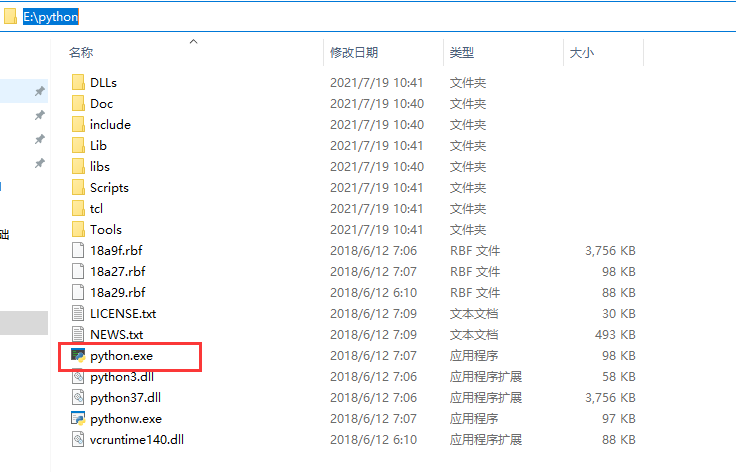 E:\python
名称 修改日期 类型 大小
DLLs 2021/7/19 10:41 文件夹
Doc 2021/7/19 10:40 文件夹
include 2021/7/19 10:40 文件夹
Lib 2021/7/19 10:41 文件夹
libs 2021/7/19 10:40 文件夹
Scripts 2021/7/19 10:41 文件夹
tcl 2021/7/19 10:41 文件夹
Tools 2021/7/19 10:41 文件夹
础
18a9f.rbf 2018/6/12 7:06 RBF 文件 3,756 KB
18a27.rbf 2018/6/12 7:07 RBF 文件 98 KB
18a29.rbf 2018/6/12 6:10 RBF 文件 88 KB
LICENSE.txt 2018/6/12 7:09 文本文档 30 KB
NEWS.txt 2018/6/12 7:09 文本文档 493 KB
python.exe 2018/6/12 7:07 应用程序 98 KB
python3.dll 2018/6/12 7:06 应用程序扩展 58 KB
python37.dll 2018/6/12 7:06 应用程序扩展 3,756 KB
pythonw.exe 2018/6/12 7:07 应用程序 97 KB
vcruntime140.dll 2018/6/12 6:10 应用程序扩展 88 KB